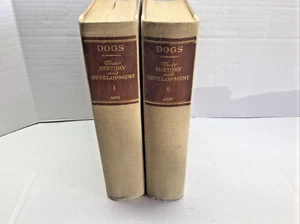 DOGS
Their
HISTORY
and
DEVELOPMENT
I
ASH
DOGS
Their
HISTORY
and
DEVELOPMENT
II
ASH